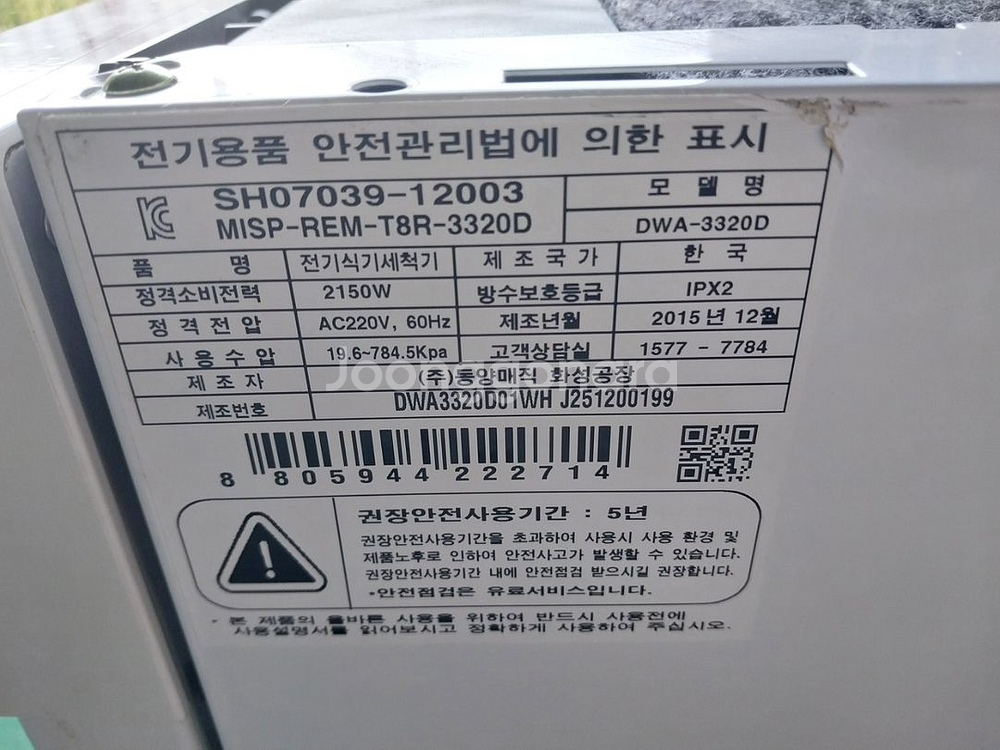 전기용품 안전관리법에 의한 표시
SH07039-12003
MISP-REM-T8R-3320D
모 델 명
DWA-3320D
품 명 전기식기세척기 제 조 국 가 한 국
정격소비전력 2150W 방수보호등급 IPX2
정 격 전 압 AC220V, 60Hz 제조년월 2015년 12월
사 용 수 압 19.6~784.5Kpa 고객상담실 1577 - 7784
제 조 자 (주)동양매직 화성공장
Joonggonara
제조번호 DWA3320D01WH J251200199
8 805944 222714
권장안전사용기간 : 5년
권장안전사용기간을 초과하여 사용시 사용 환경 및
제품노후로 인하여 안전사고가 발생할 수 있습니다.
권장안전사용기간 내에 안전점검 받으시길 권장합니다.
*안전점검은 유료서비스입니다.
* 본 제품의 올바른 사용을 위하여 반드시 사용전에
사용설명서를 읽어보시고 정확하게 사용하여 주십시오.